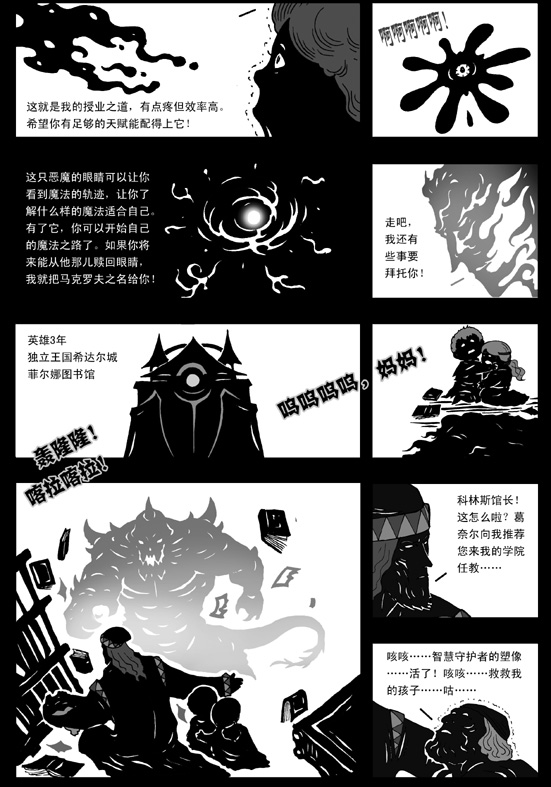 这就是我的授业之道，有点疼但效率高。
希望你有足够的天赋能配得上它！
啊啊啊啊啊！
这只恶魔的眼睛可以让你
看到魔法的轨迹，让你了
解什么样的魔法适合自己。
有了它，你可以开始自己
的魔法之路了。如果你将
来能从他那儿赎回眼睛，
我就把马克罗夫之名给你！
走吧，
我还有
些事要
拜托你！
英雄3年
独立王国希达尔城
菲尔娜图书馆
呜呜呜呜，妈妈！
轰隆隆！
喀拉喀拉！
科林斯馆长！
这怎么啦？葛
奈尔向我推荐
您来我的学院
任教……
咳咳……智慧守护者的塑像
……活了！咳咳……救救我
的孩子……咕……